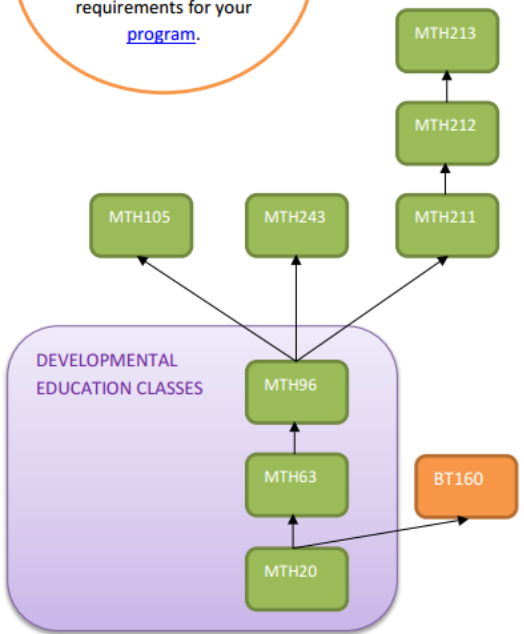 requirements for your
program.
MTH213
MTH212
MTH105
MTH243
MTH211
DEVELOPMENTAL
EDUCATION CLASSES
MTH96
MTH63
BT160
MTH20